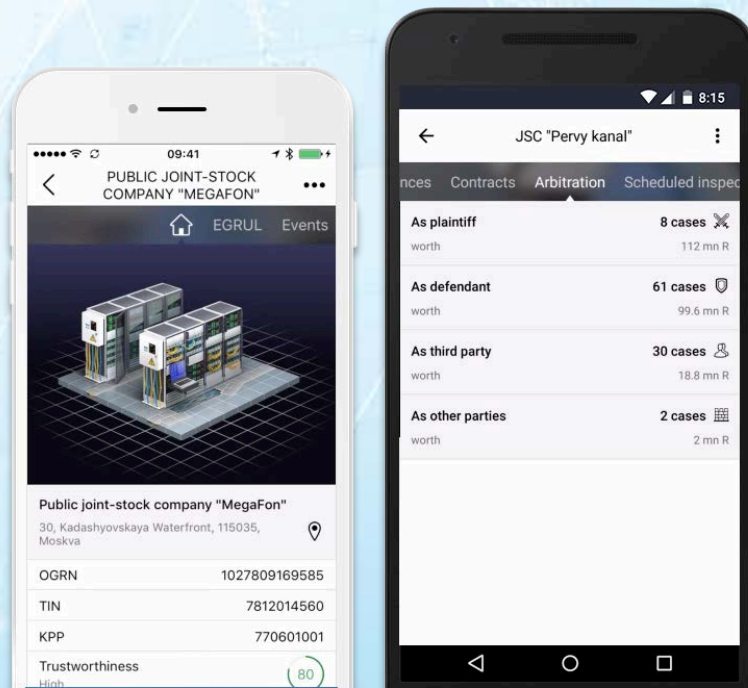 09:41
PUBLIC JOINT-STOCK
COMPANY "MEGAFON"
EGRUL Events
Public joint-stock company "MegaFon"
30, Kadashyovskaya Waterfront, 115035,
Moskva
OGRN 1027809169585
TIN 7812014560
KPP 770601001
Trustworthiness
High
80
8:15
JSC "Pervy kanal"
nces Contracts Arbitration Scheduled inspec
As plaintiff 8 cases
worth 112 mn R
As defendant 61 cases
worth 99.6 mn R
As third party 30 cases
worth 18.8 mn R
As other parties 2 cases
worth 2 mn R